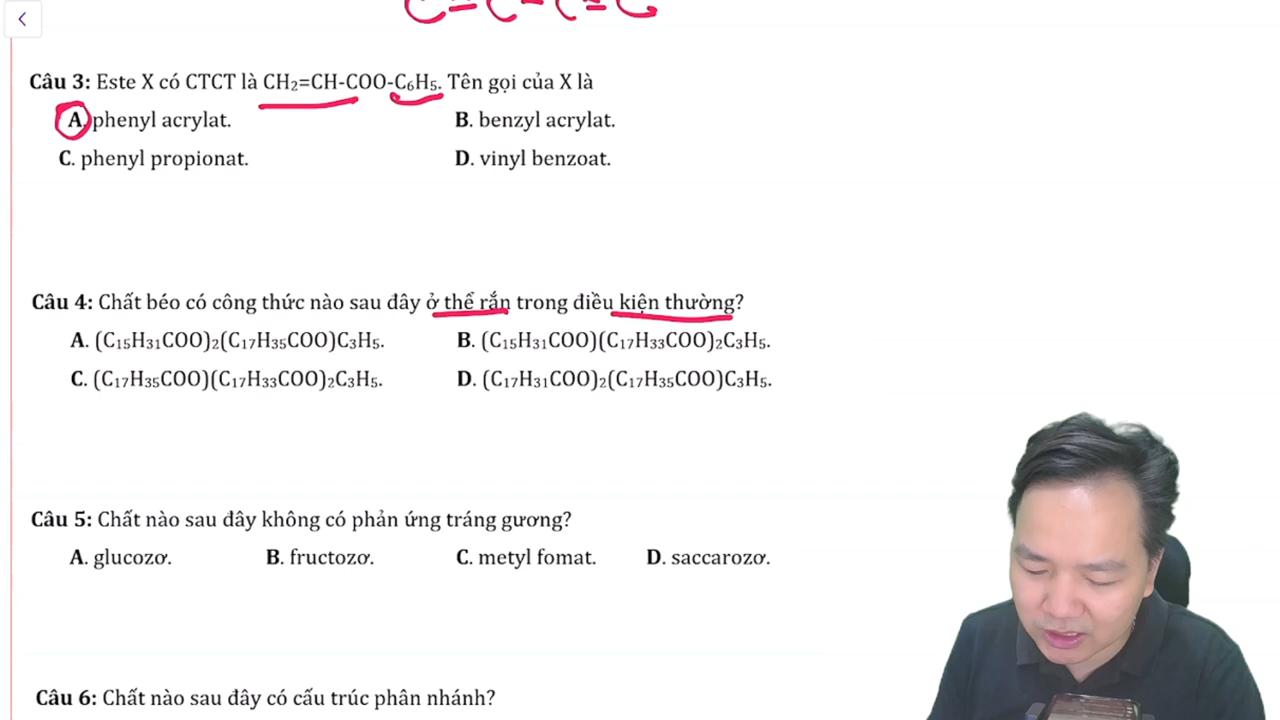 Câu 3: Este X có CTCT là CH₂=CH-COO-C₆H₅. Tên gọi của X là
A. phenyl acrylat. B. benzyl acrylat.
C. phenyl propionat. D. vinyl benzoat.
Câu 4: Chất béo có công thức nào sau đây ở thể rắn trong điều kiện thường?
A. (C₁₅H₃₁COO)₂(C₁₇H₃₅COO)C₃H₅. B. (C₁₅H₃₁COO)(C₁₇H₃₃COO)₂C₃H₅.
C. (C₁₇H₃₅COO)(C₁₇H₃₃COO)₂C₃H₅. D. (C₁₇H₃₁COO)₂(C₁₇H₃₅COO)C₃H₅.
Câu 5: Chất nào sau đây không có phản ứng tráng gương?
A. glucozơ. B. fructozơ. C. metyl fomat. D. saccarozơ.
Câu 6: Chất nào sau đây có cấu trúc phân nhánh?